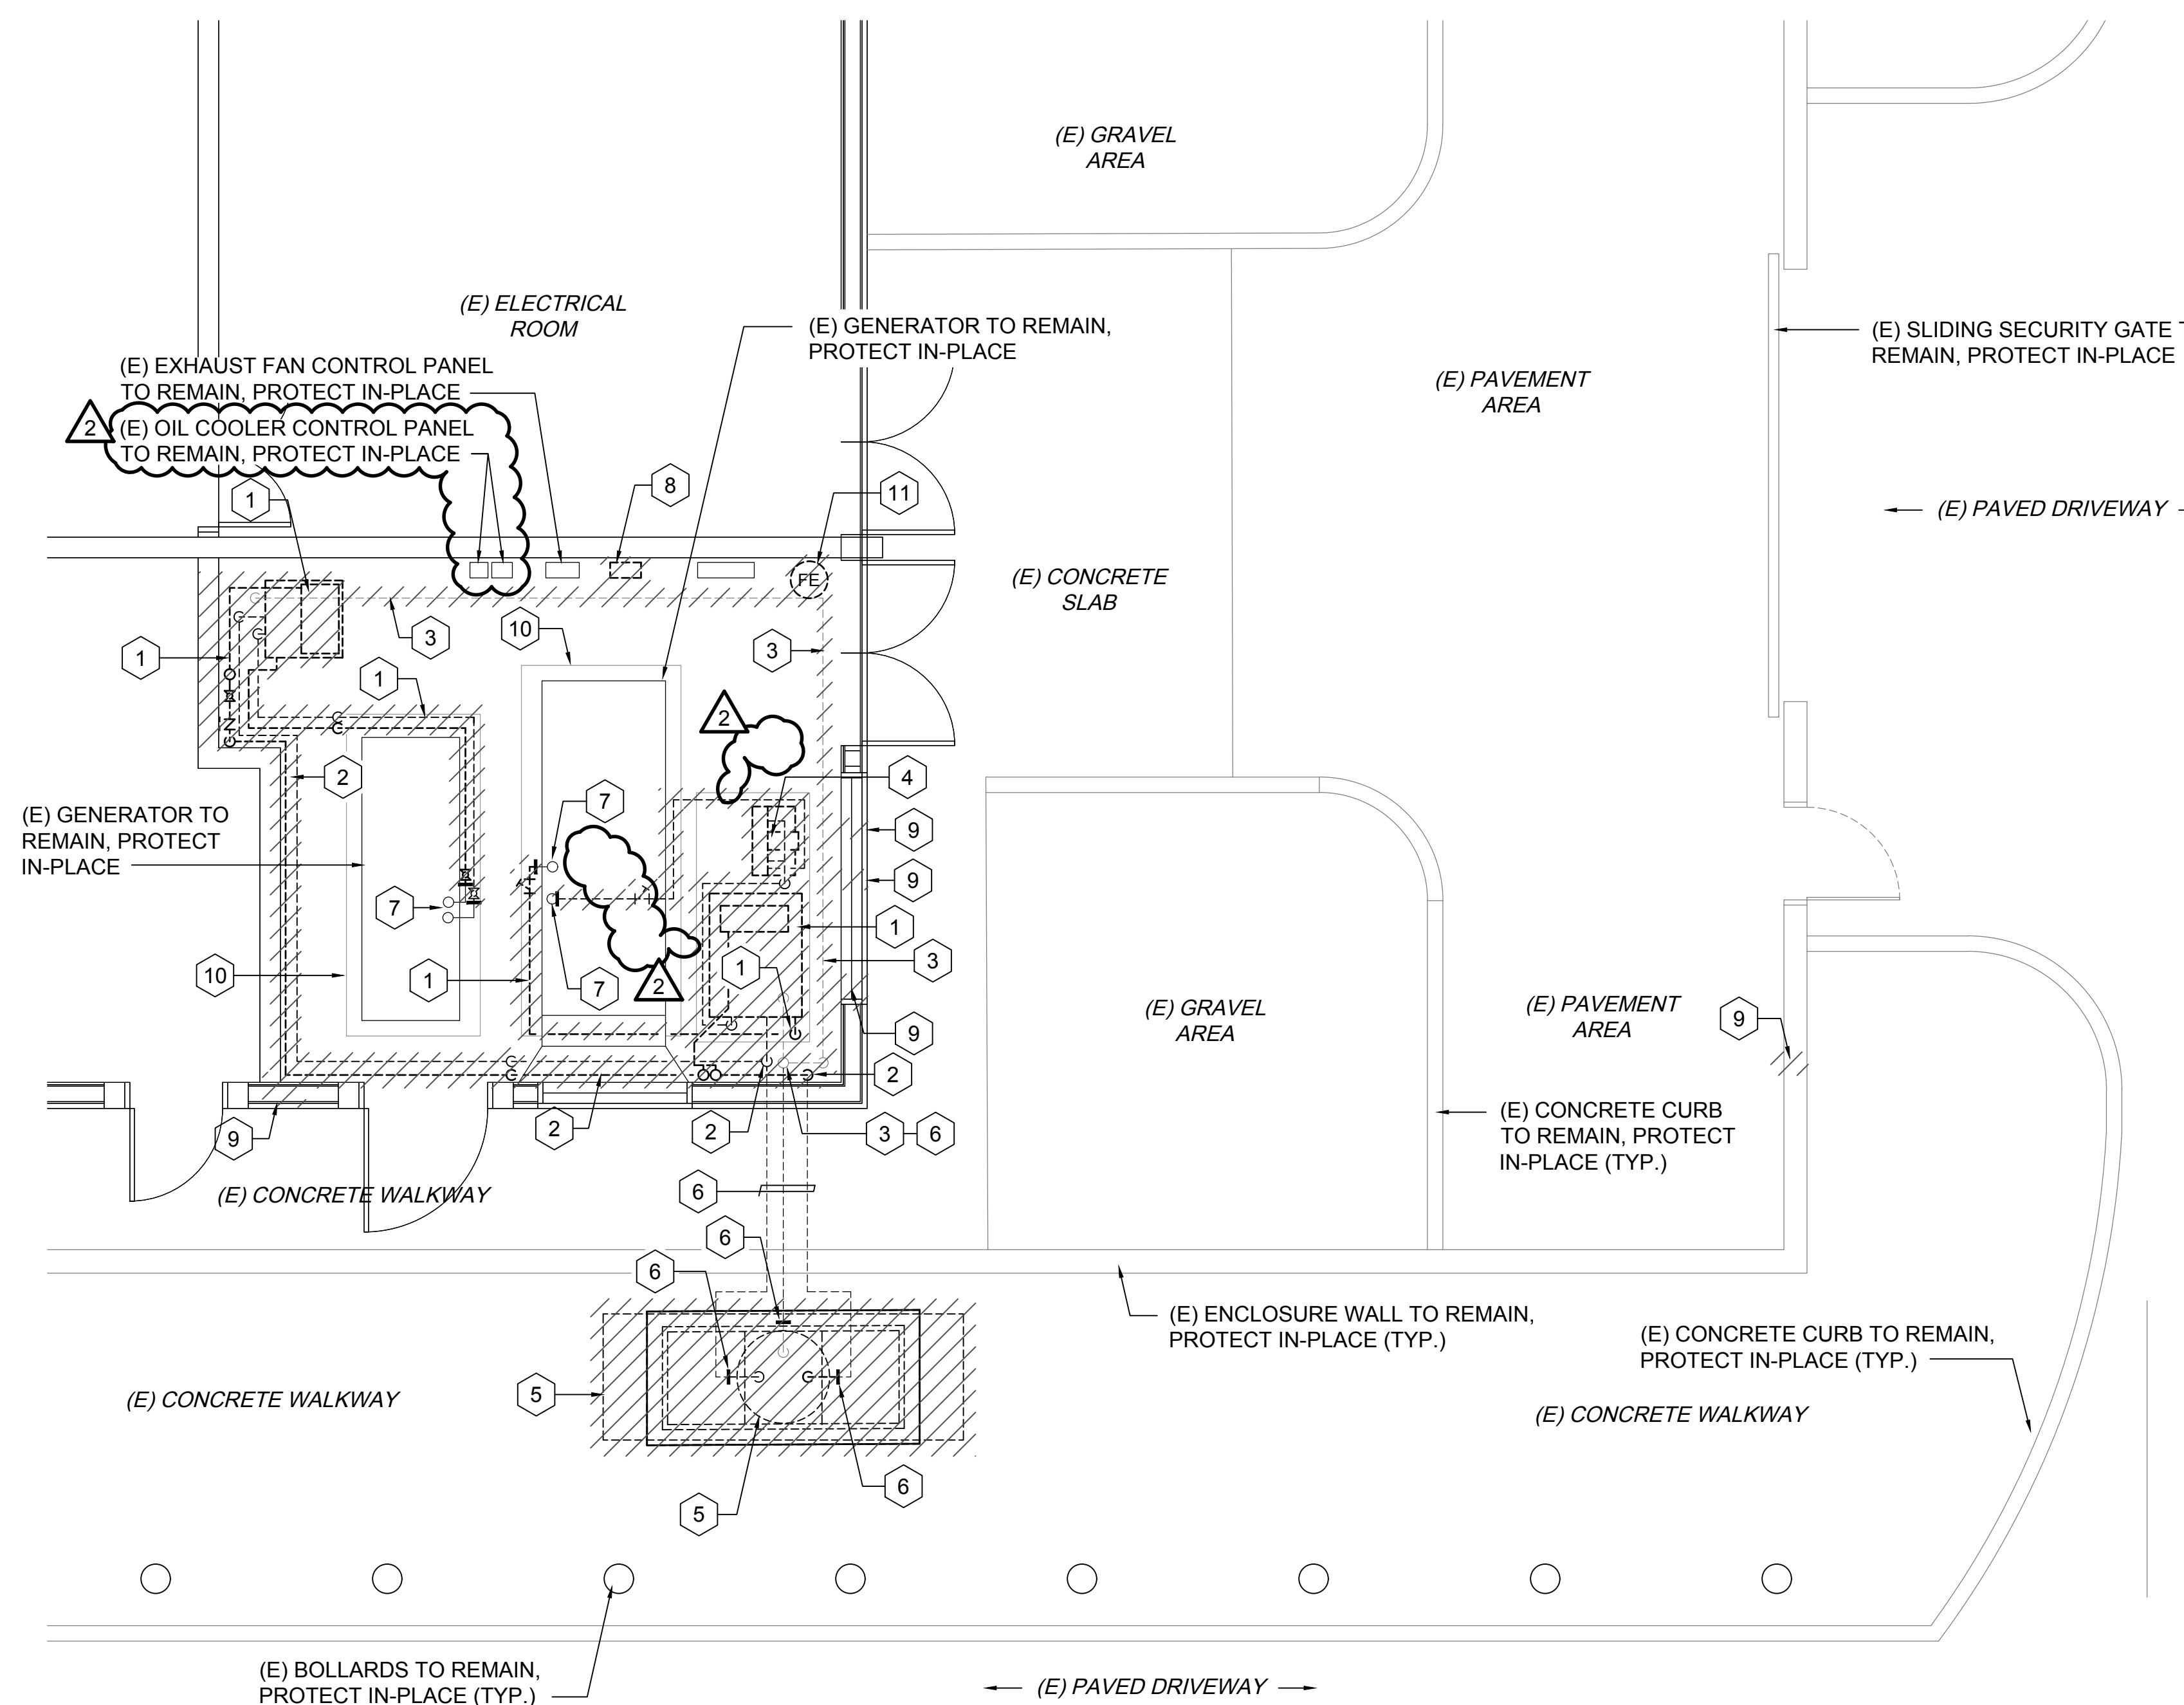 (E) GRAVEL
AREA
(E) ELECTRICAL
ROOM
(E) GENERATOR TO REMAIN,
PROTECT IN-PLACE
(E) SLIDING SECURITY GATE
REMAIN, PROTECT IN-PLACE
(E) EXHAUST FAN CONTROL PANEL
TO REMAIN, PROTECT IN-PLACE
2
(E) OIL COOLER CONTROL PANEL
TO REMAIN, PROTECT IN-PLACE
(E) PAVEMENT
AREA
1
8
11
(E) PAVED DRIVEWAY
FE
(E) CONCRETE
SLAB
3
10
3
1
1
2
2
4
7
(E) GENERATOR TO
REMAIN, PROTECT
IN-PLACE
9
9
7
1
10
1
1
3
7
2
(E) GRAVEL
AREA
(E) PAVEMENT
AREA
9
9
2
9
2
2
3
6
(E) CONCRETE CURB
TO REMAIN, PROTECT
IN-PLACE (TYP.)
(E) CONCRETE WALKWAY
6
6
6
(E) ENCLOSURE WALL TO REMAIN,
PROTECT IN-PLACE (TYP.)
(E) CONCRETE CURB TO REMAIN,
PROTECT IN-PLACE (TYP.)
(E) CONCRETE WALKWAY
5
(E) CONCRETE WALKWAY
6
5
(E) BOLLARDS TO REMAIN,
PROTECT IN-PLACE (TYP.)
(E) PAVED DRIVEWAY